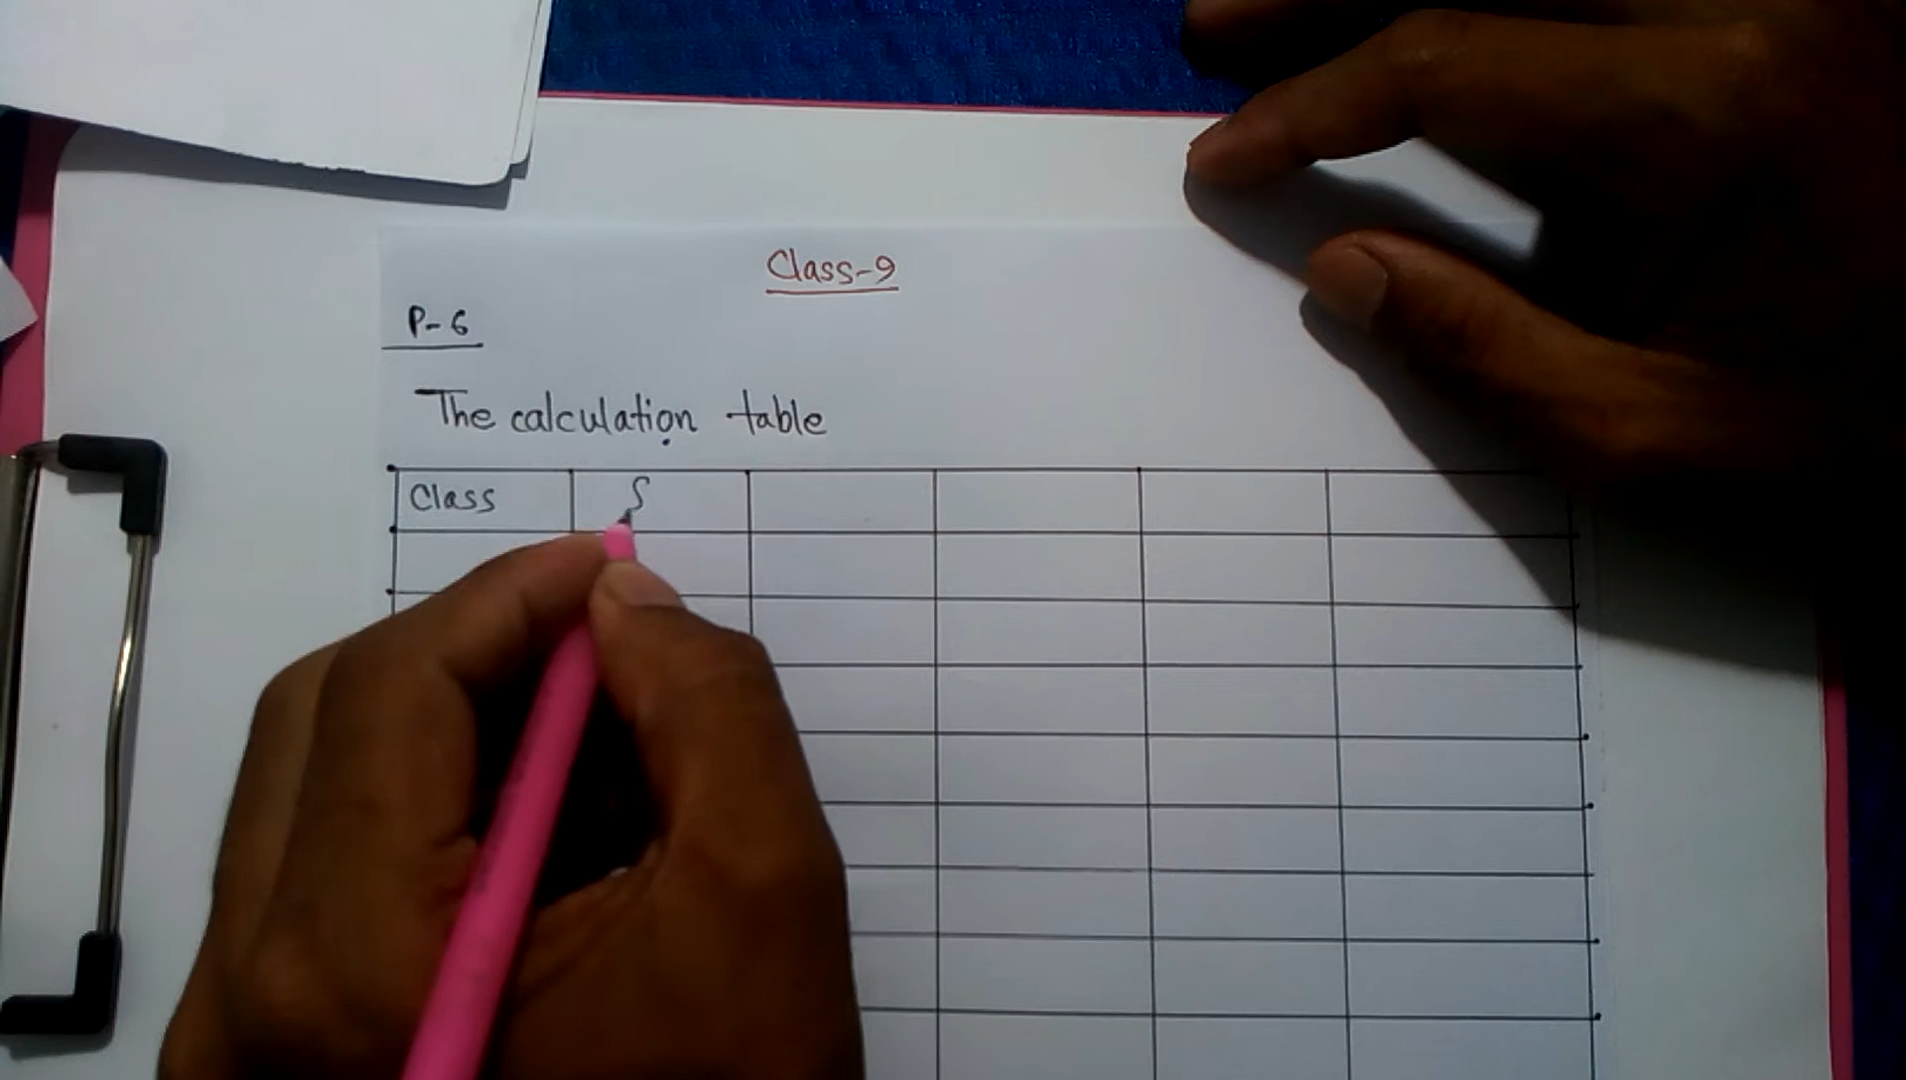 Class-9
P-6
The calculation table
Class